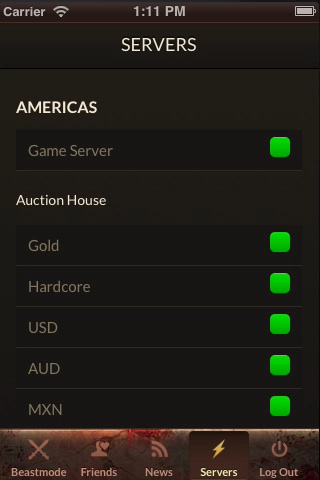 Carrier 1:11 PM
SERVERS
AMERICAS
Game Server
Auction House
Gold
Hardcore
USD
AUD
MXN
Beastmode Friends News Servers Log Out